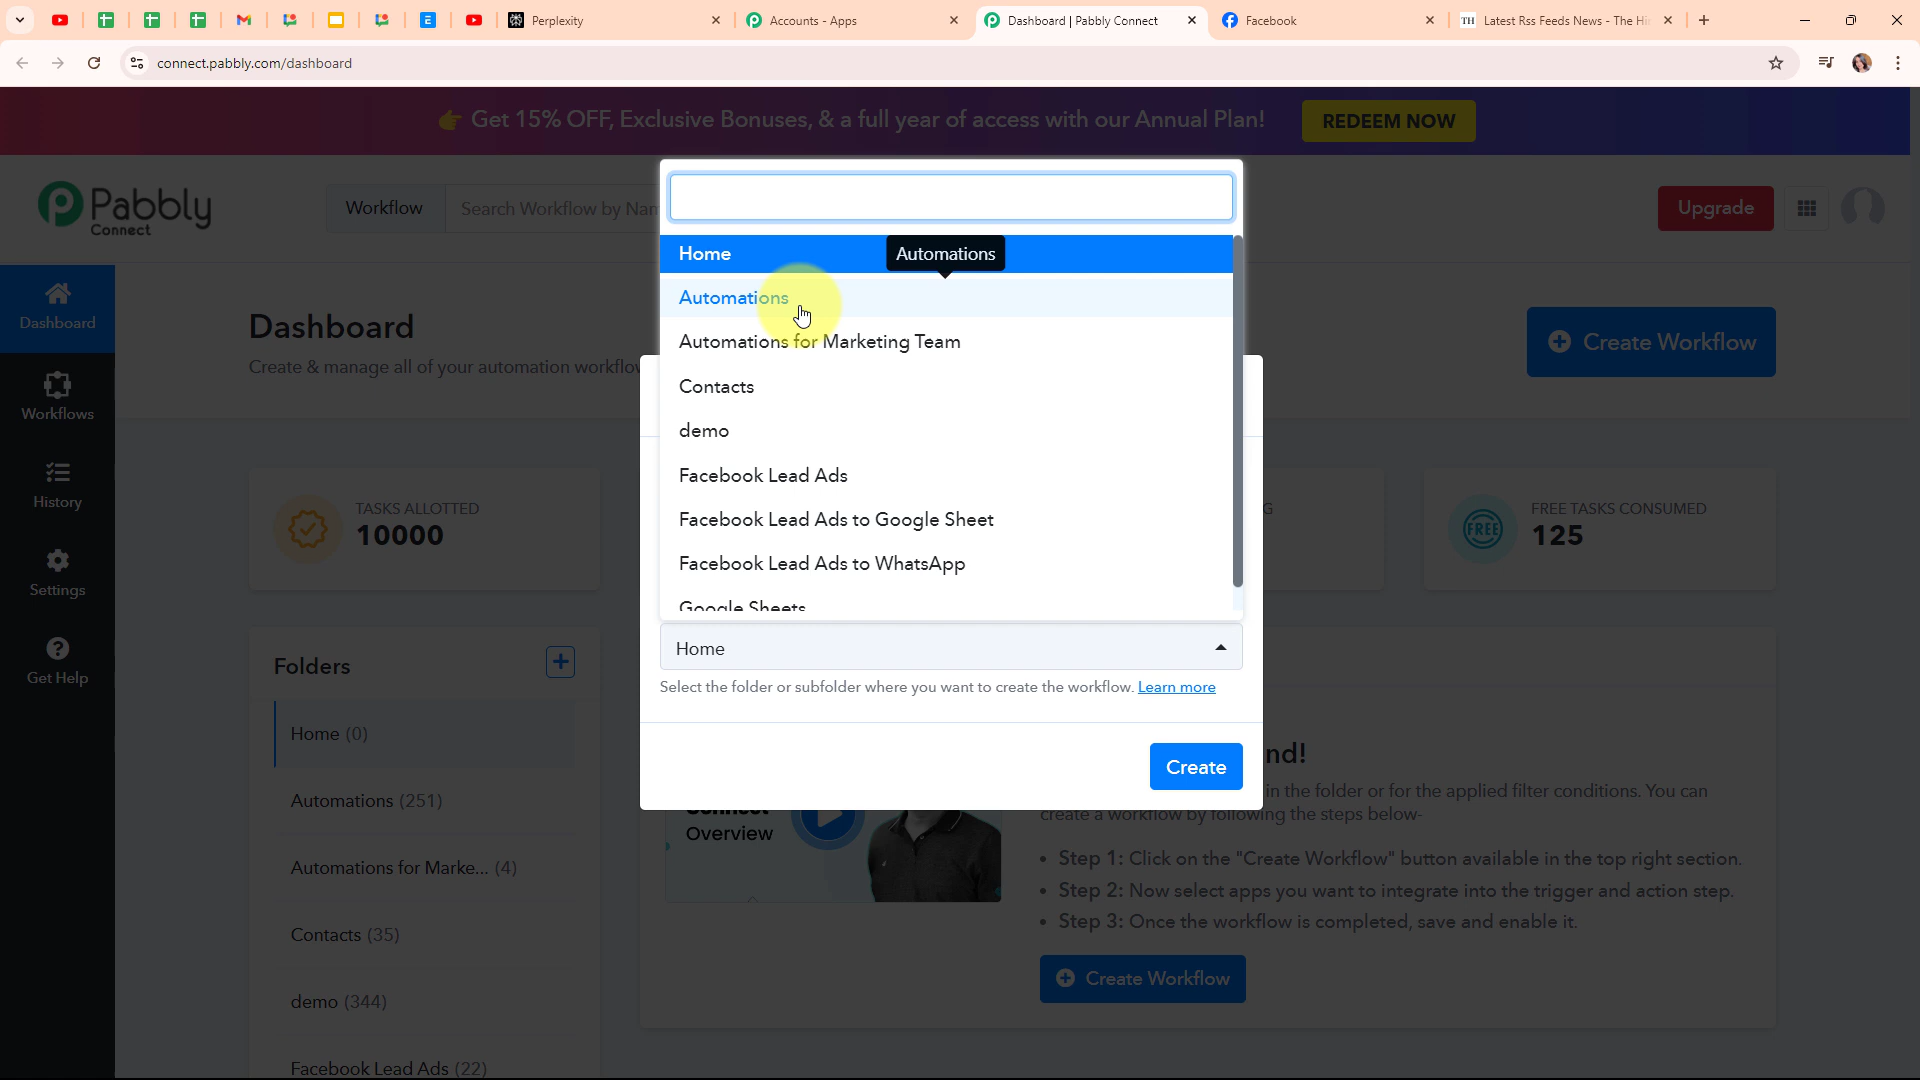 Perplexity
Accounts - Apps
Dashboard | Pabbly Connect
Facebook
TH Latest Rss Feeds News - The Hi
connect.pabbly.com/dashboard
👉 Get 15% OFF, Exclusive Bonuses, & a full year of access with our Annual Plan!
REDEEM NOW
Pabbly
Connect
Workflow
Search Workflow by Nam
Upgrade
Home
Automations
Automations
Automations for Marketing Team
Contacts
demo
Facebook Lead Ads
Facebook Lead Ads to Google Sheet
Facebook Lead Ads to WhatsApp
Google Sheets
Home
Select the folder or subfolder where you want to create the workflow. Learn more
Create
Dashboard
Workflows
History
Settings
Get Help
Dashboard
Create & manage all of your automation workflo
Create Workflow
TASKS ALLOTTED
10000
G
FREE
FREE TASKS CONSUMED
125
Folders
Home (0)
Automations (251)
Automations for Marke... (4)
Contacts (35)
demo (344)
Facebook Lead Ads (22)
Connect
Overview
nd!
in the folder or for the applied filter conditions. You can
create a workflow by following the steps below-
• Step 1: Click on the "Create Workflow" button available in the top right section.
• Step 2: Now select apps you want to integrate into the trigger and action step.
• Step 3: Once the workflow is completed, save and enable it.
Create Workflow